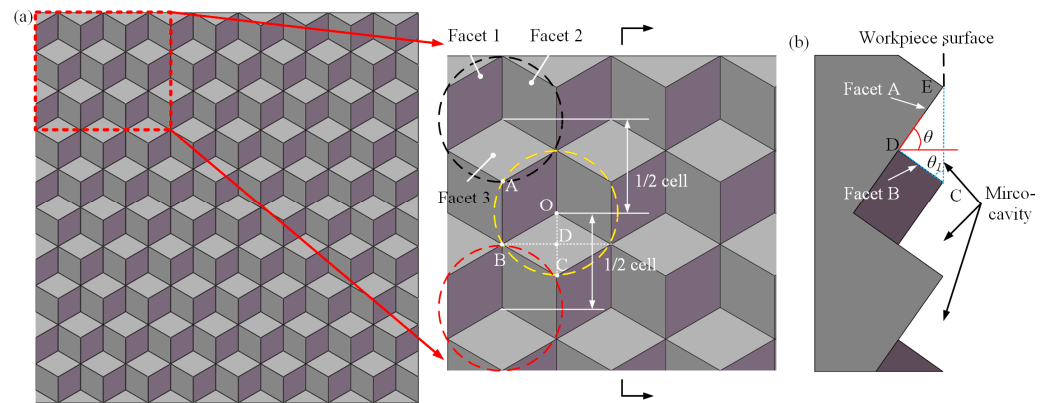 (a)
Facet 1
Facet 2
Facet 3
A
O
B
D
C
1/2 cell
1/2 cell
(b)
Workpiece surface
E
Facet A
D
θ
θL
Facet B
C
Mirco-
cavity